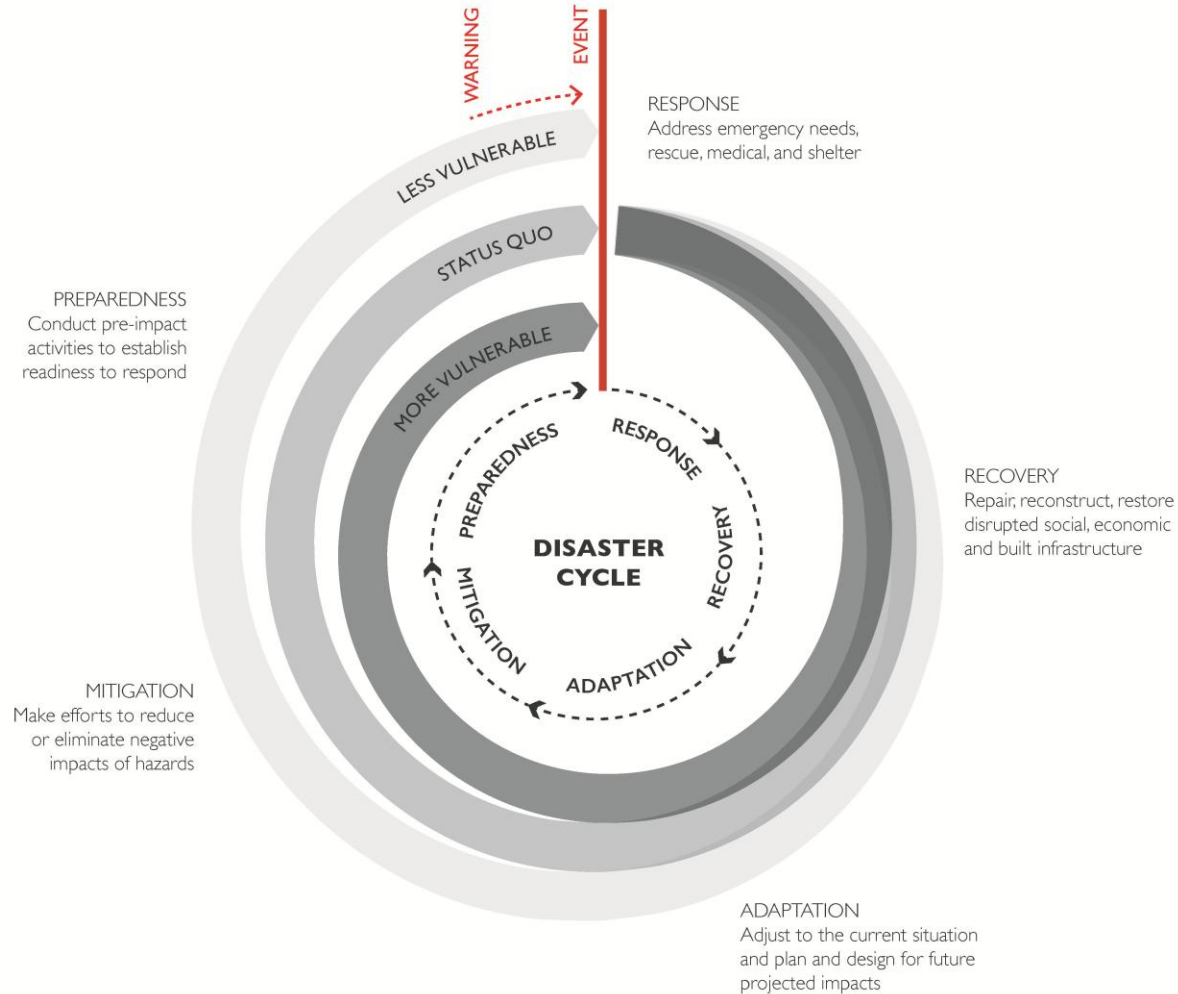 WARNING
EVENT
LESS VULNERABLE
STATUS QUO
MORE VULNERABLE
RESPONSE
Address emergency needs,
rescue, medical, and shelter
PREPAREDNESS
Conduct pre-impact
activities to establish
readiness to respond
RECOVERY
Repair, reconstruct, restore
disrupted social, economic
and built infrastructure
MITIGATION
Make efforts to reduce
or eliminate negative
impacts of hazards
ADAPTATION
Adjust to the current situation
and plan and design for future
projected impacts
DISASTER
CYCLE
RESPONSE
RECOVERY
ADAPTATION
MITIGATION
PREPAREDNESS